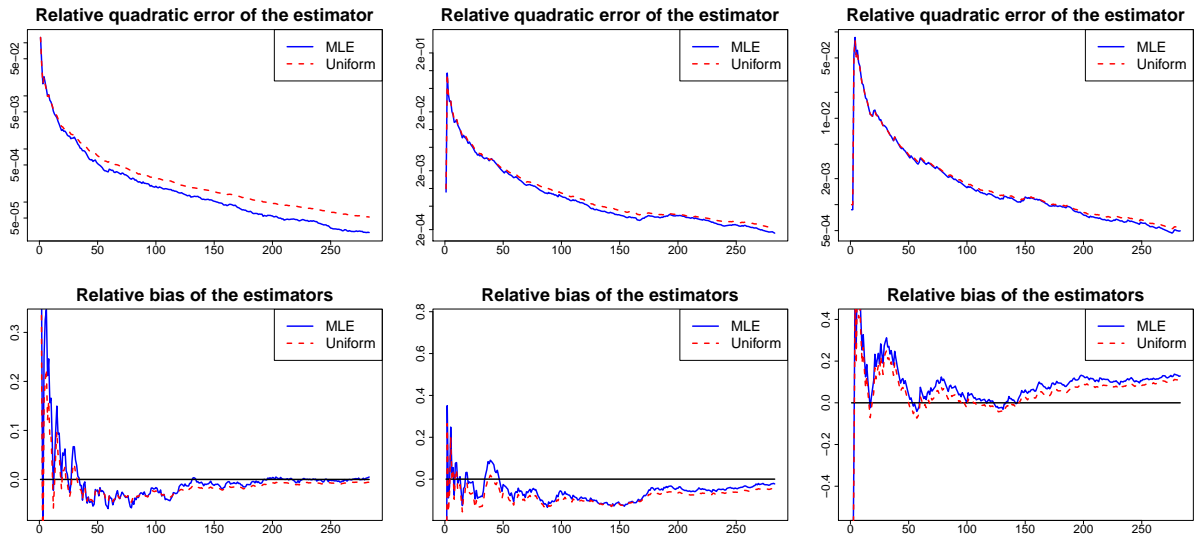 Relative quadratic error of the estimator
MLE
Uniform
5e−02
5e−03
5e−04
5e−05
0 50 100 150 200 250
Relative quadratic error of the estimator
MLE
Uniform
2e−01
2e−02
2e−03
2e−04
0 50 100 150 200 250
Relative quadratic error of the estimator
MLE
Uniform
5e−02
1e−02
2e−03
5e−04
0 50 100 150 200 250
Relative bias of the estimators
MLE
Uniform
0.3
0.2
0.1
0.0
0 50 100 150 200 250
Relative bias of the estimators
MLE
Uniform
0.8
0.6
0.4
0.2
0.0
0 50 100 150 200 250
Relative bias of the estimators
MLE
Uniform
0.4
0.2
0.0
−0.2
−0.4
0 50 100 150 200 250